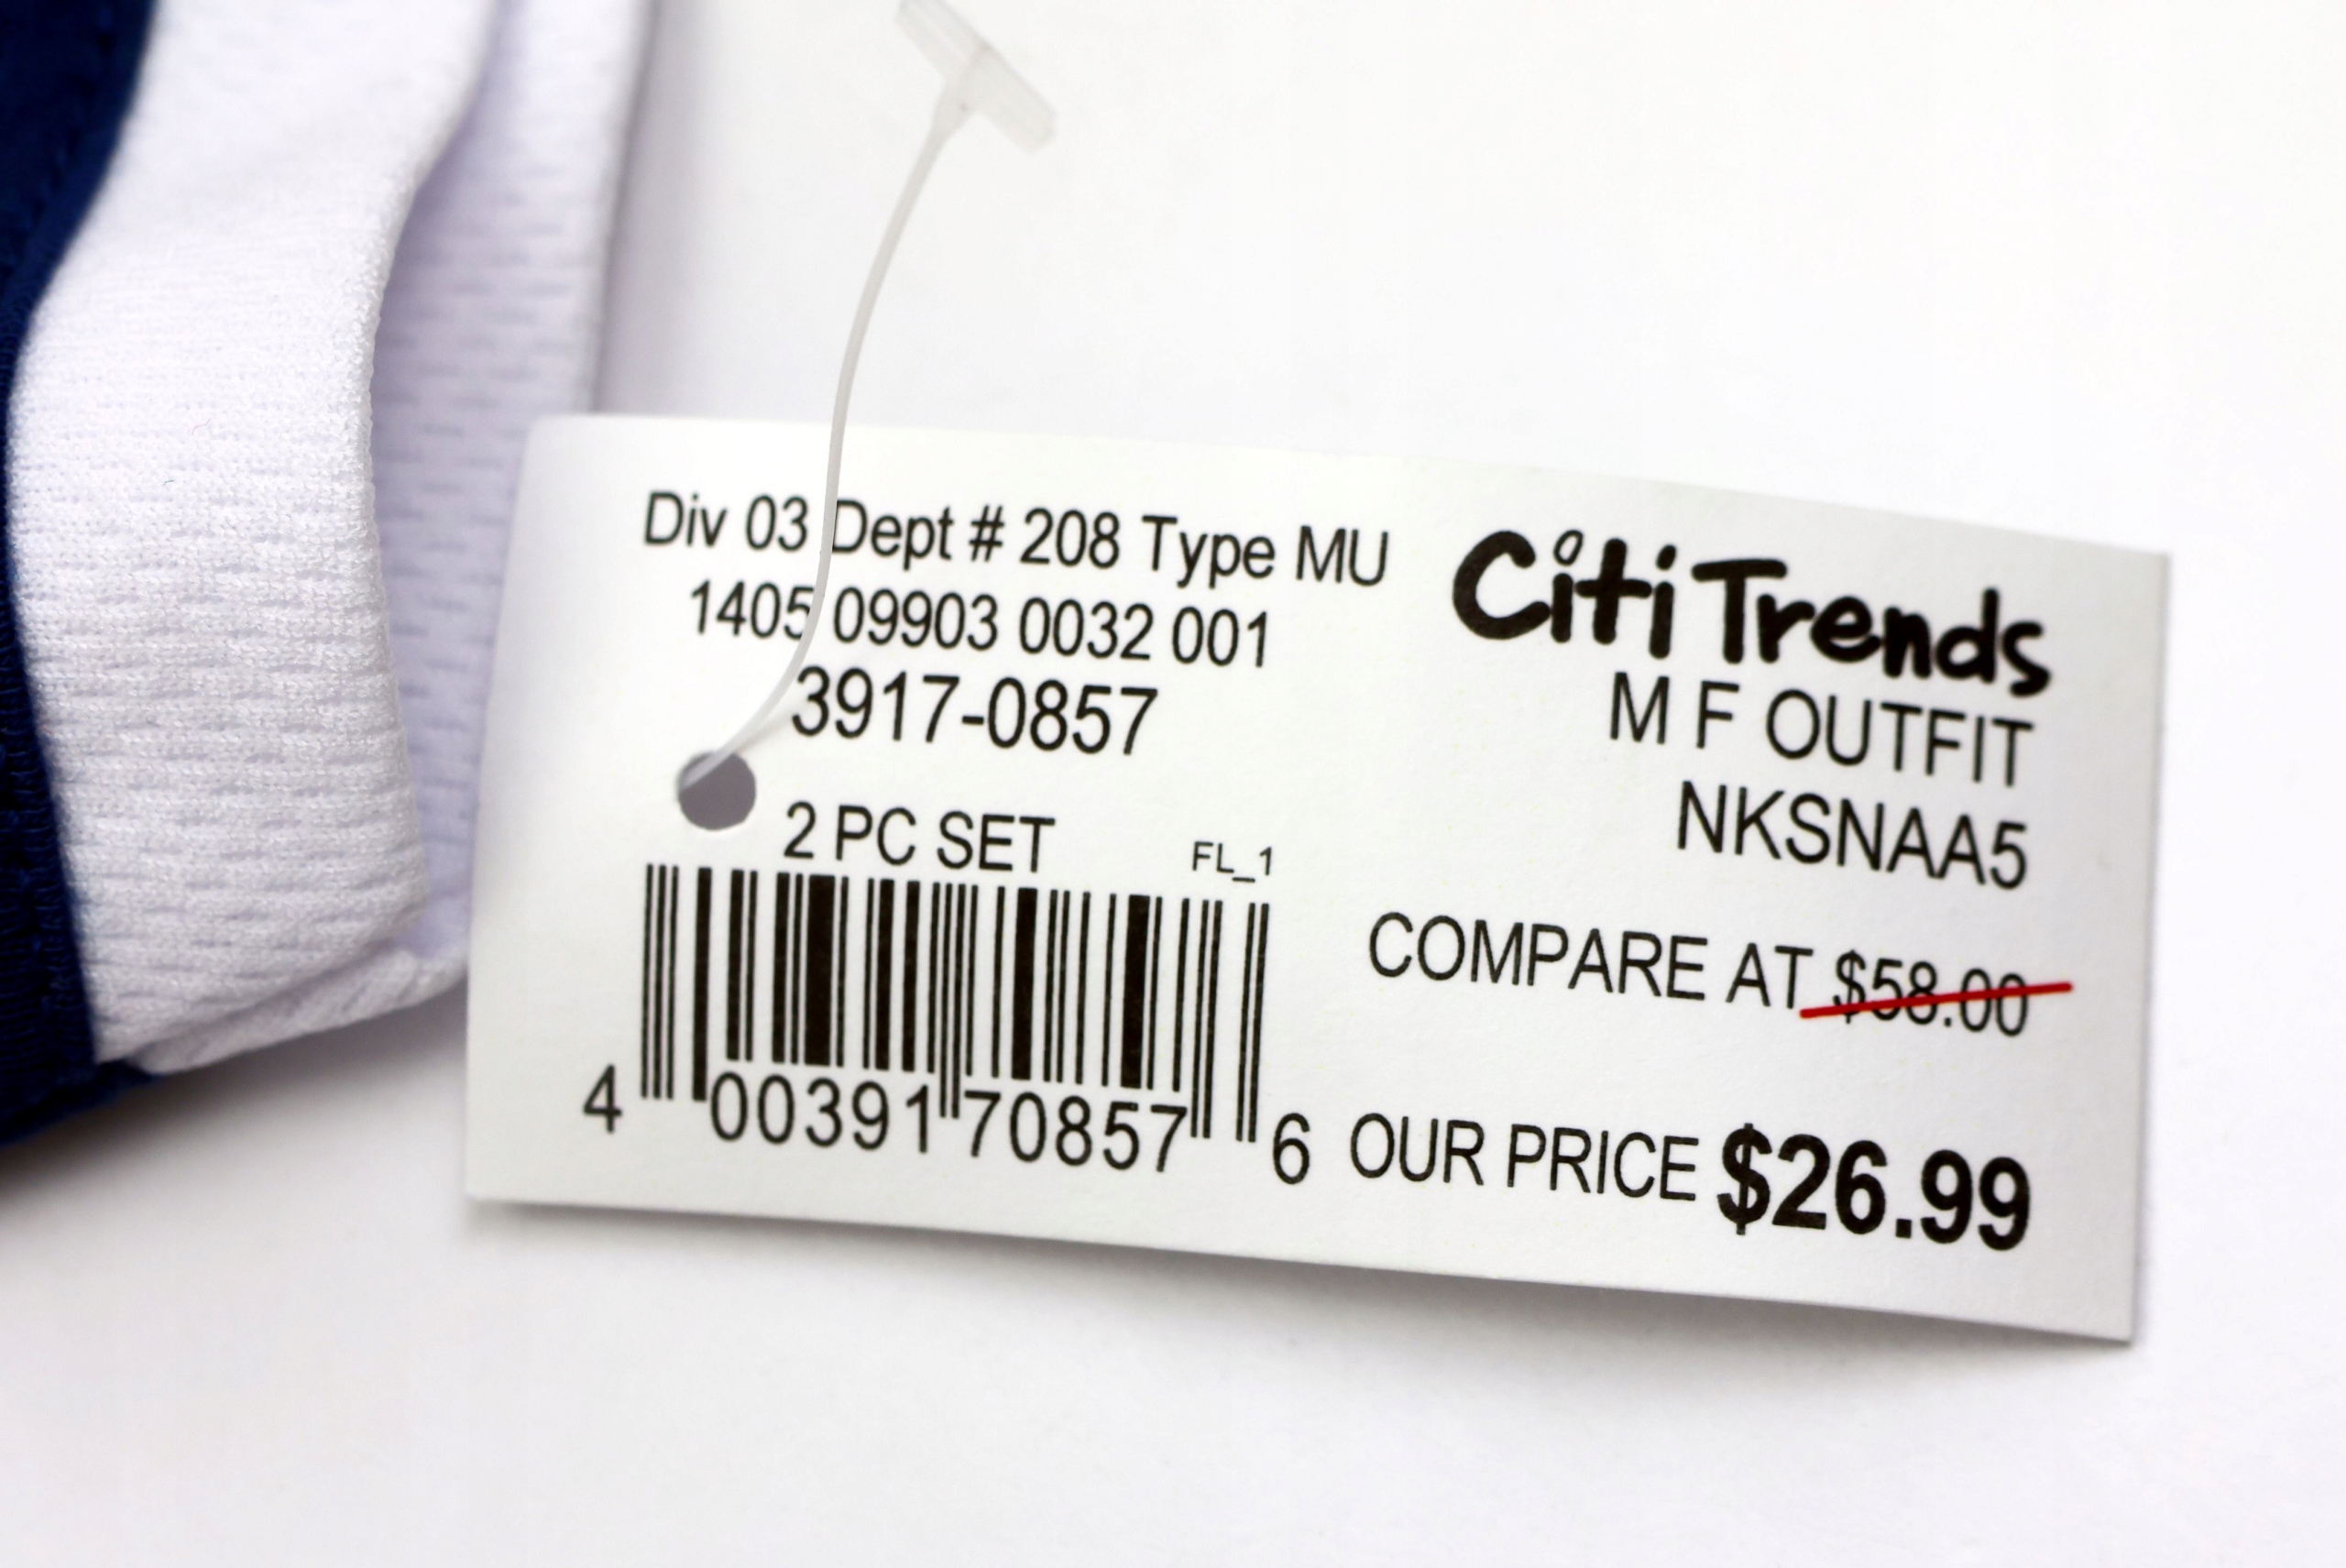 Div 03 Dept # 208 Type MU
1405 09903 0032 001
3917-0857
2 PC SET
FL_1
4 00391 70857 6
Citi Trends
M F OUTFIT
NKSNAA5
COMPARE AT $58.00
OUR PRICE $26.99